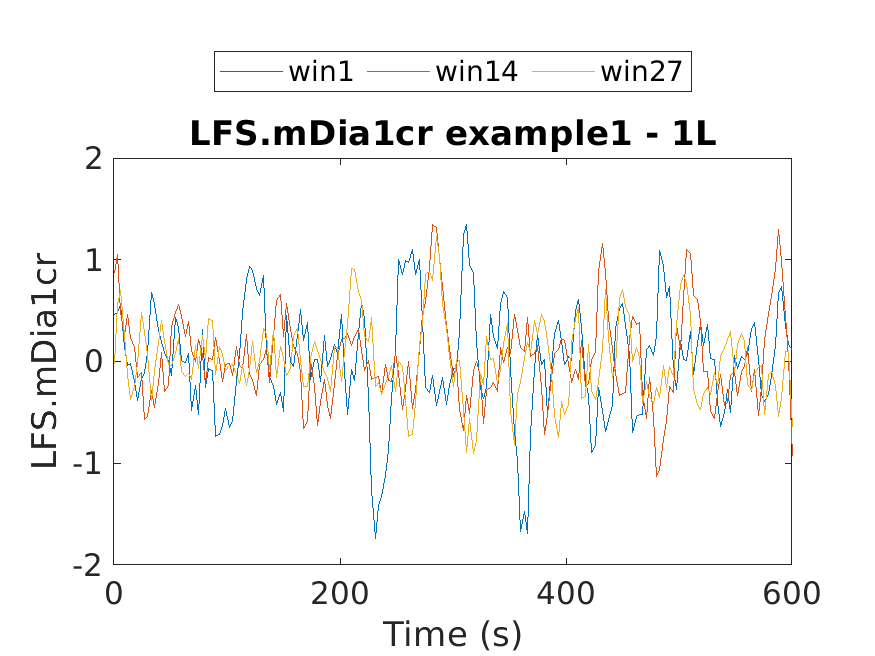 win1 win14 win27
LFS.mDia1cr example1 - 1L
LFS.mDia1cr
2
1
0
-1
-2
0 200 400 600
Time (s)